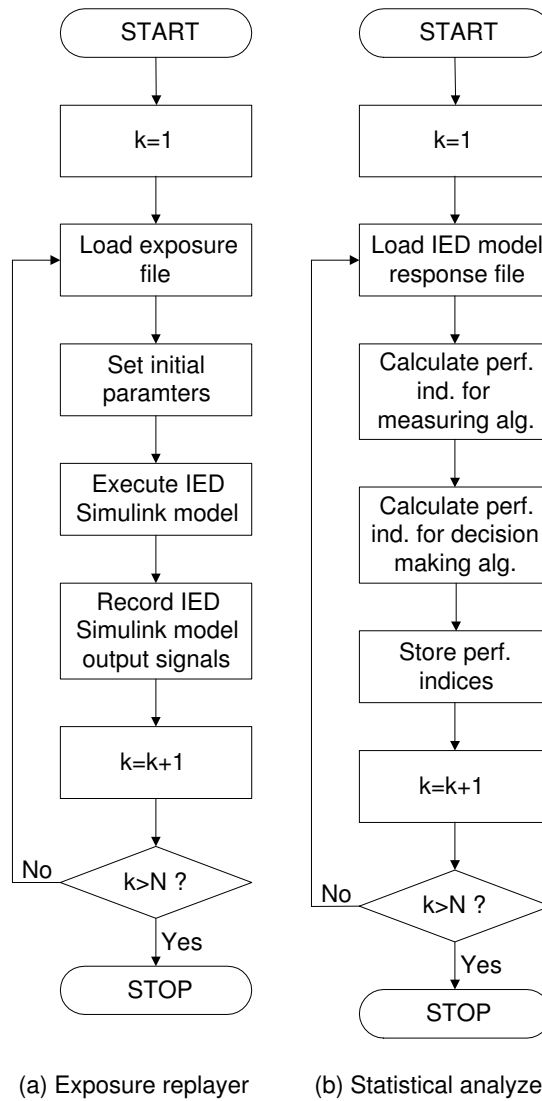 START
k=1
Load exposure
file
Set initial
paramters
Execute IED
Simulink model
Record IED
Simulink model
output signals
k=k+1
k>N ?
No
Yes
STOP
(a) Exposure replayer
START
k=1
Load IED model
response file
Calculate perf.
ind. for
measuring alg.
Calculate perf.
ind. for decision
making alg.
Store perf.
indices
k=k+1
k>N ?
No
Yes
STOP
(b) Statistical analyze